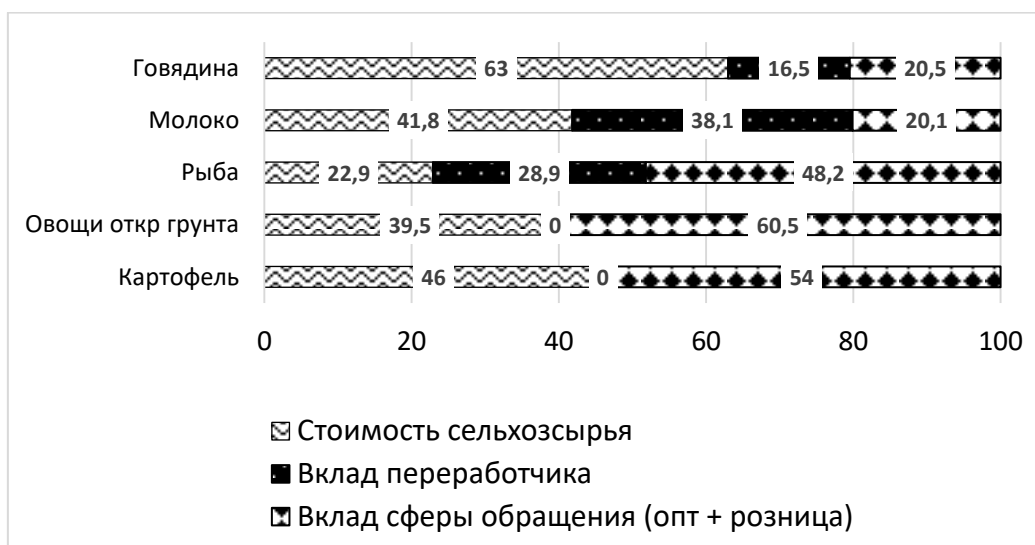 Говядина 63 16,5 20,5
Молоко 41,8 38,1 20,1
Рыба 22,9 28,9 48,2
Овощи откр грунта 39,5 0 60,5
Картофель 46 0 54
0 20 40 60 80 100
Стоимость сельхозсырья
Вклад переработчика
Вклад сферы обращения (опт + розница)